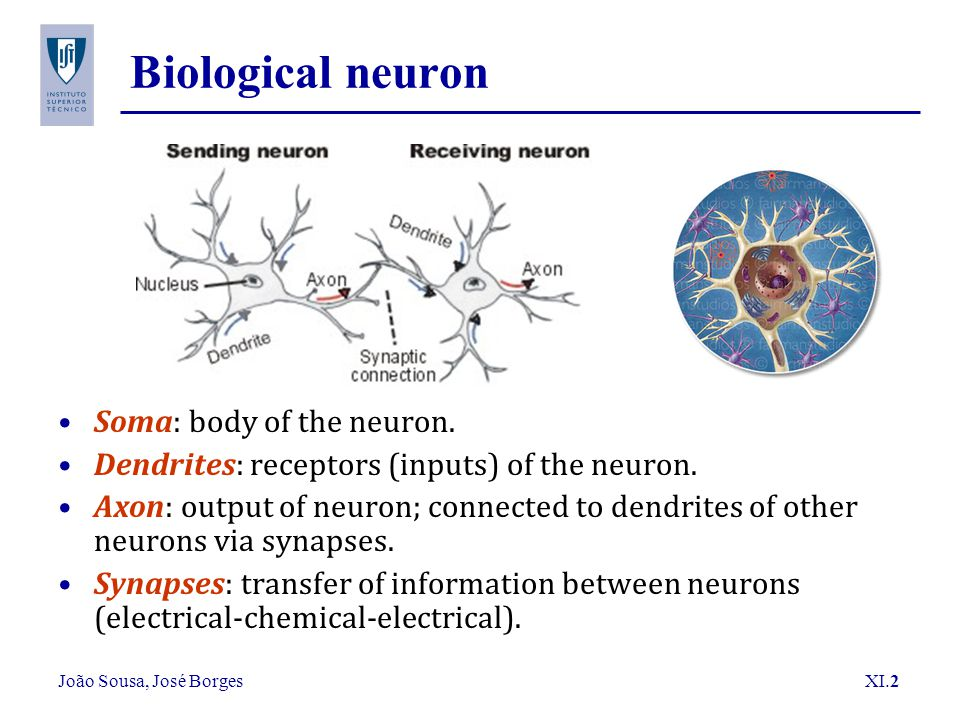 IST
INSTITUTO
SUPERIOR
TÉCNICO
Biological neuron
Sending neuron
Receiving neuron
Dendrite
Nucleus
Axon
Axon
Dendrite
Synaptic
connection
• Soma: body of the neuron.
• Dendrites: receptors (inputs) of the neuron.
• Axon: output of neuron; connected to dendrites of other
neurons via synapses.
• Synapses: transfer of information between neurons
(electrical-chemical-electrical).
João Sousa, José Borges
XI.2